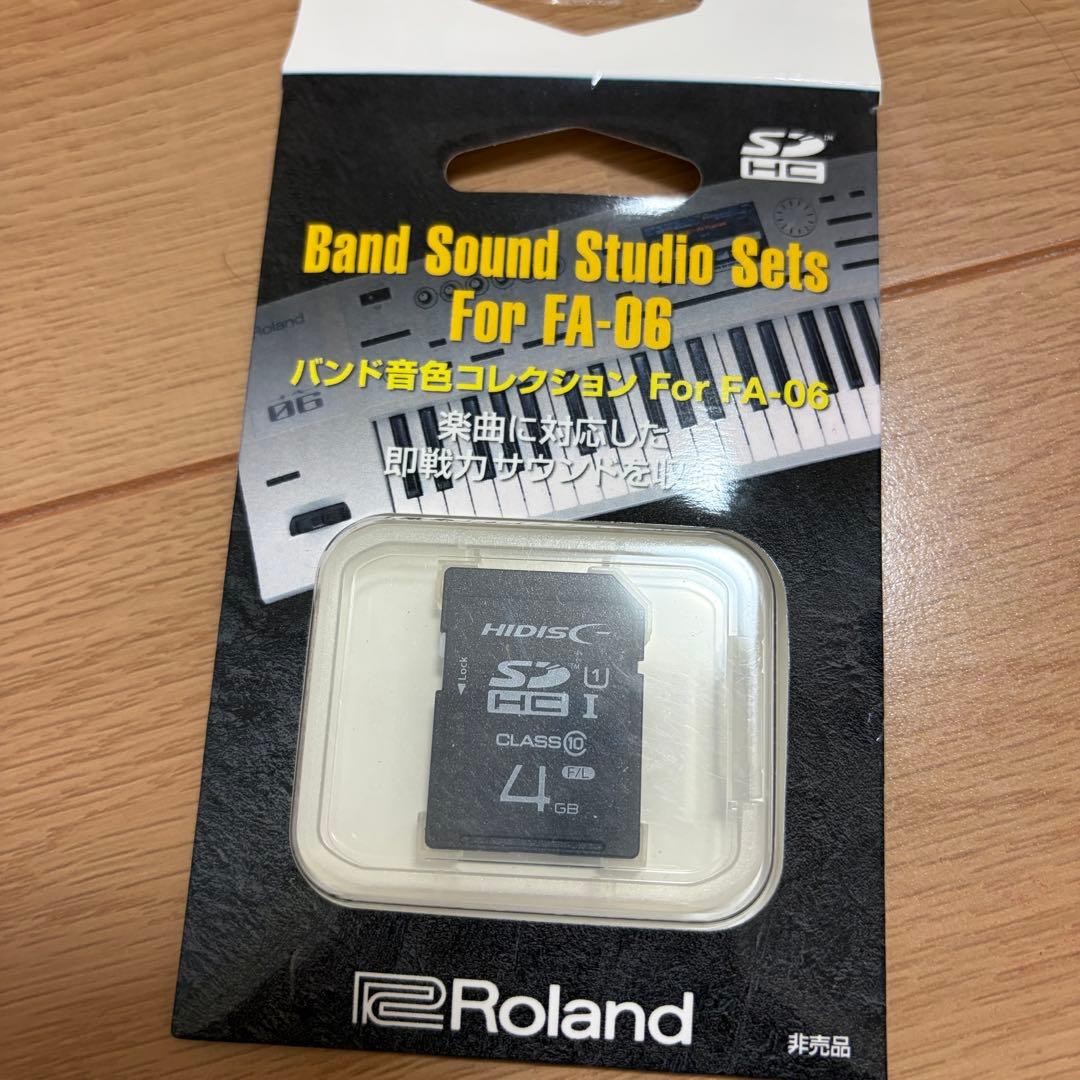 SD HC
Band Sound Studio Sets
For FA-06
バンド音色コレクション For FA-06
楽曲に対応した
即戦力 サウンドを収
Roland
06
HIDISC
Lock
SD HC
™
U1
I
CLASS 10
F/L
4 GB
Roland
非売品